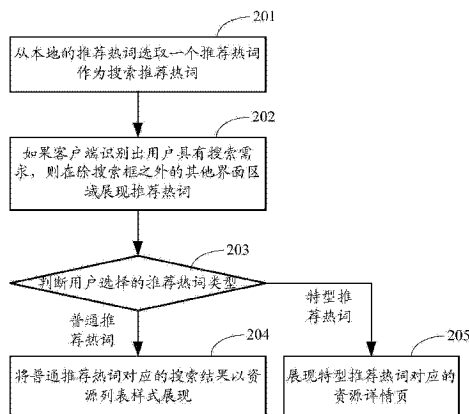 201
从本地的推荐热词选取一个推荐热词
作为搜索推荐热词
202
如果客户端识别出用户具有搜索需
求,则在除搜索框之外的其他界面区
域展现推荐热词
203
判断用户选择的推荐热词类型
普通推
荐热词
特型推
荐热词
204
将普通推荐热词对应的搜索结果以资
源列表样式展现
205
展现特型推荐热词对应的
资源详情页